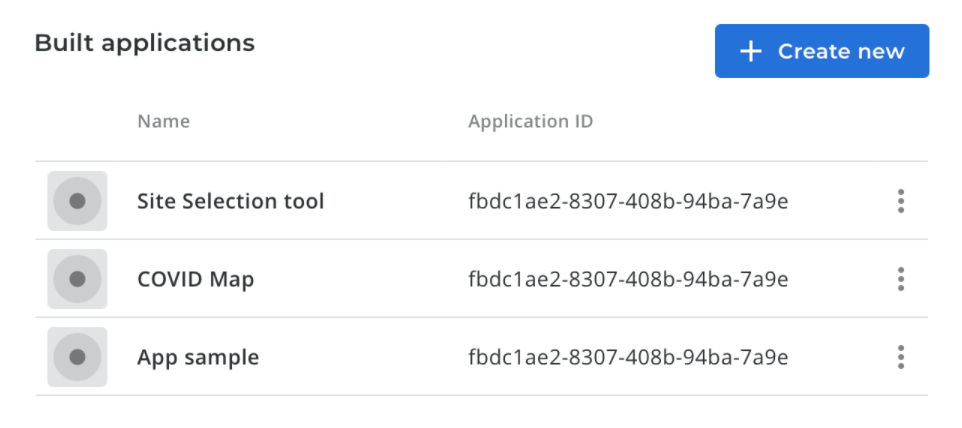 Built applications
+ Create new
Name Application ID
Site Selection tool fbdc1ae2-8307-408b-94ba-7a9e
COVID Map fbdc1ae2-8307-408b-94ba-7a9e
App sample fbdc1ae2-8307-408b-94ba-7a9e